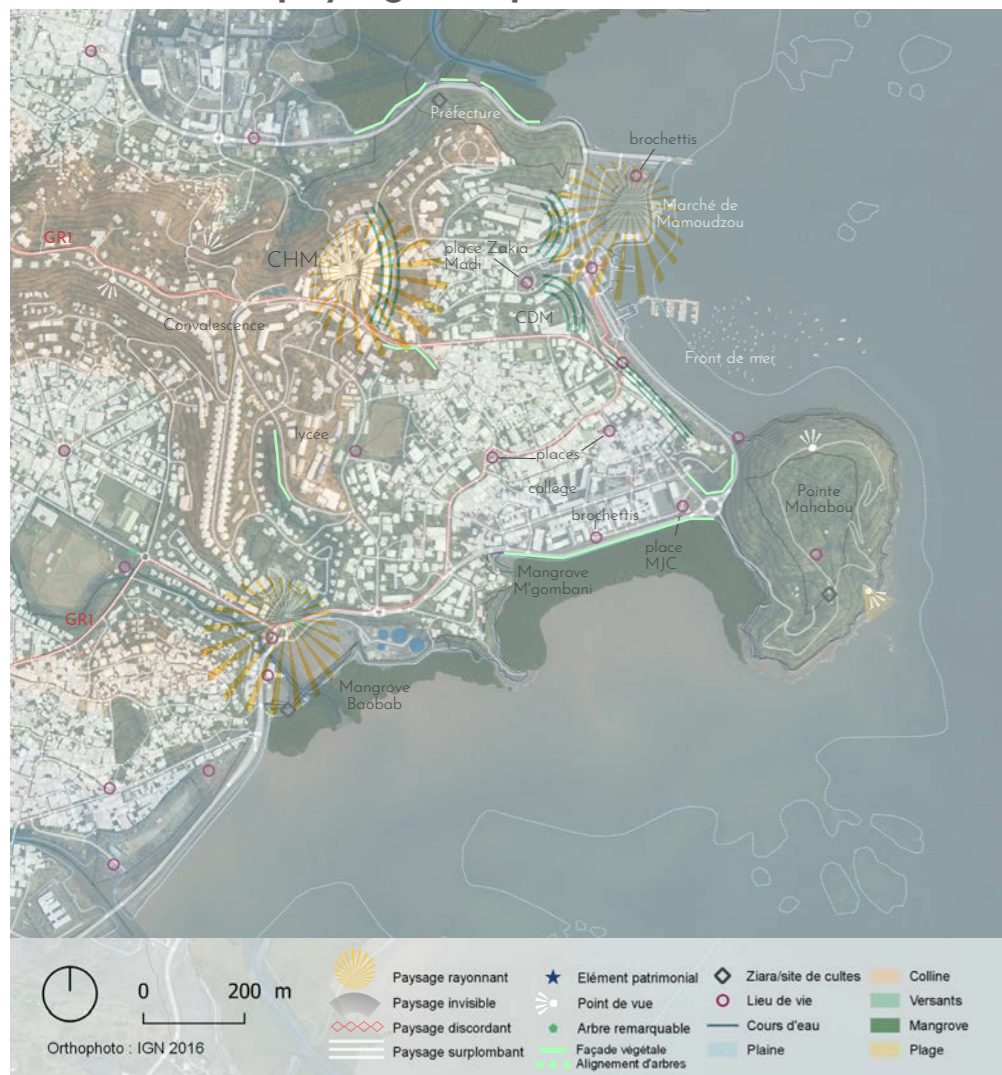 Préfecture
brochettis
Marché de
Mamoudzou
GR1
CHM
place Zakia
Madi
Convalescence
CDM
Front de mer
lycée
places
collège
Pointe
Mahabou
brochettis
place
MJC
Mangrove
M'gombani
GR1
Mangrove
Baobab
0 200 m
Orthophoto : IGN 2016
Paysage rayonnant
Paysage invisible
Paysage discordant
Paysage surplombant
Elément patrimonial
Point de vue
Arbre remarquable
Façade végétale
Alignement d'arbres
Ziara/site de cultes
Lieu de vie
Cours d'eau
Plaine
Colline
Versants
Mangrove
Plage